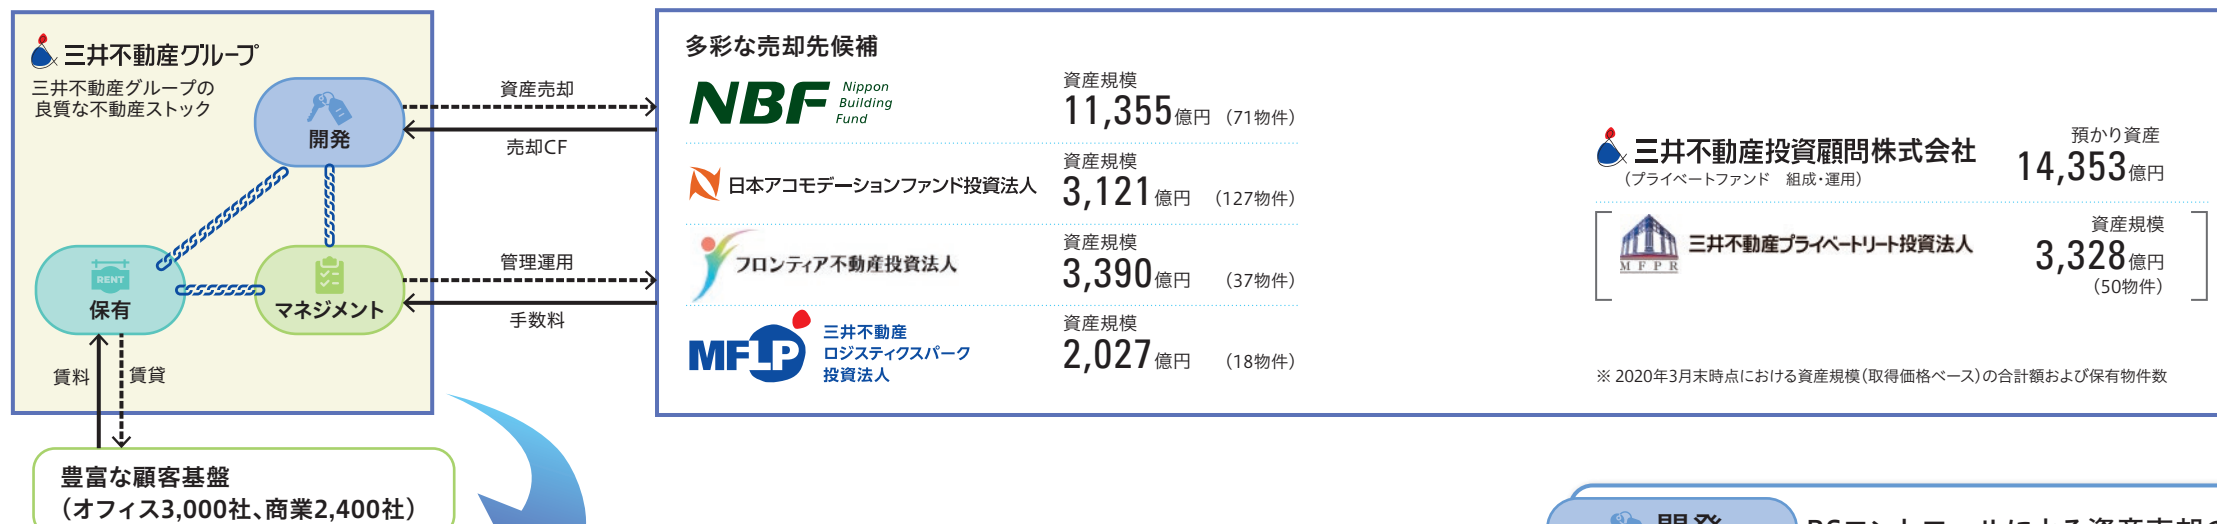 三井不動産グループ
三井不動産グループの
良質な不動産ストック
開発
保有
RENT
マネジメント
賃料
賃貸
豊富な顧客基盤
（オフィス3,000社、商業2,400社）
資産売却
売却CF
管理運用
手数料
多彩な売却先候補
NBF Nippon
Building
Fund
資産規模
11,355億円（71物件）
日本アコモデーションファンド投資法人
資産規模
3,121億円（127物件）
フロンティア不動産投資法人
資産規模
3,390億円（37物件）
MFLP
三井不動産
ロジスティクスパーク
投資法人
資産規模
2,027億円（18物件）
三井不動産投資顧問株式会社
（プライベートファンド　組成・運用）
預かり資産
14,353億円
MFPR
三井不動産プライベートリート投資法人
資産規模
3,328億円
（50物件）
※ 2020年3月末時点における資産規模（取得価格ベース）の合計額および保有物件数
開発